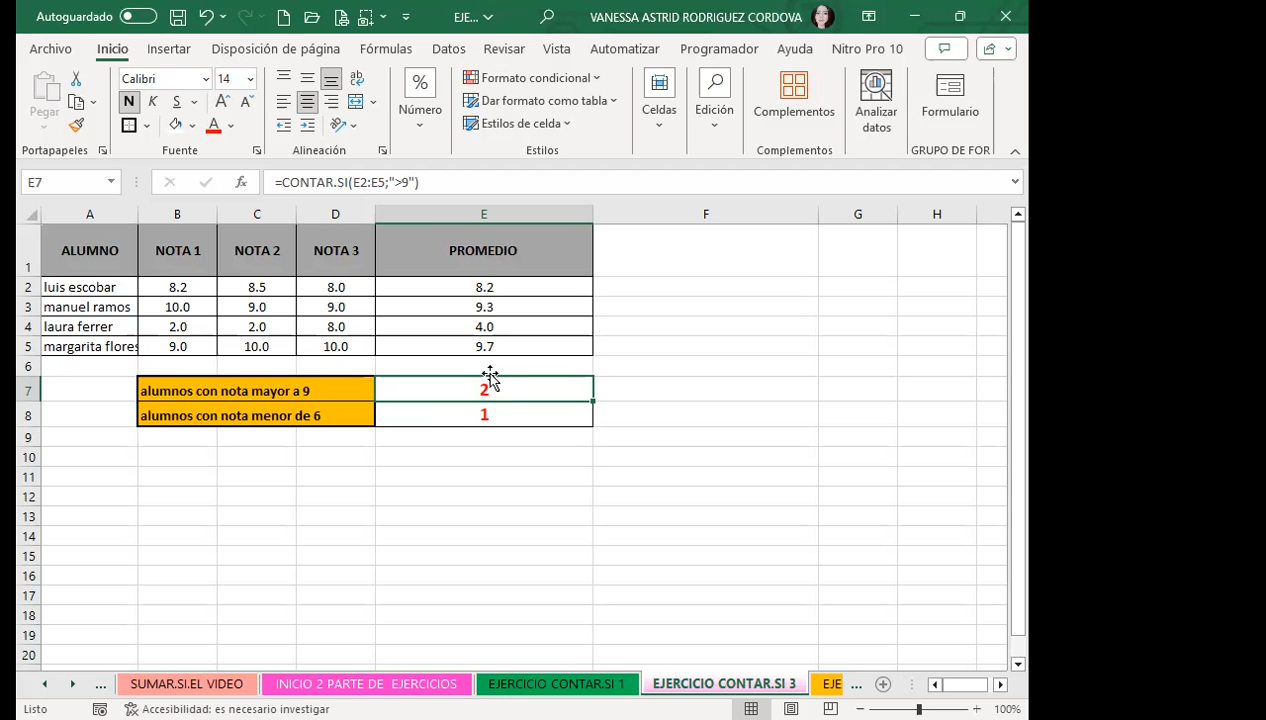 Autoguardado
EJE...
VANESSA ASTRID RODRIGUEZ CORDOVA
Archivo Inicio Insertar Disposición de página Fórmulas Datos Revisar Vista Automatizar Programador Ayuda Nitro Pro 10
Pegar
Calibri 14
N K S
A A A
%
Número
Formato condicional
Dar formato como tabla
Estilos de celda
Celdas
Edición
Complementos
Analizar datos
Formulario
Portapapeles Fuente Alineación Estilos Complementos GRUPO DE FOR
E7 fx =CONTAR.SI(E2:E5;">9")
A B C D E F G H
1 ALUMNO NOTA 1 NOTA 2 NOTA 3 PROMEDIO
2 luis escobar 8.2 8.5 8.0 8.2
3 manuel ramos 10.0 9.0 9.0 9.3
4 laura ferrer 2.0 2.0 8.0 4.0
5 margarita flores 9.0 10.0 10.0 9.7
6
7 alumnos con nota mayor a 9 2
8 alumnos con nota menor de 6 1
9
10
11
12
13
14
15
16
17
18
19
20
... SUMAR.SI.EL VIDEO INICIO 2 PARTE DE EJERCICIOS EJERCICIO CONTAR.SI 1 EJERCICIO CONTAR.SI 3 EJE ...
Listo Accesibilidad: es necesario investigar 100%